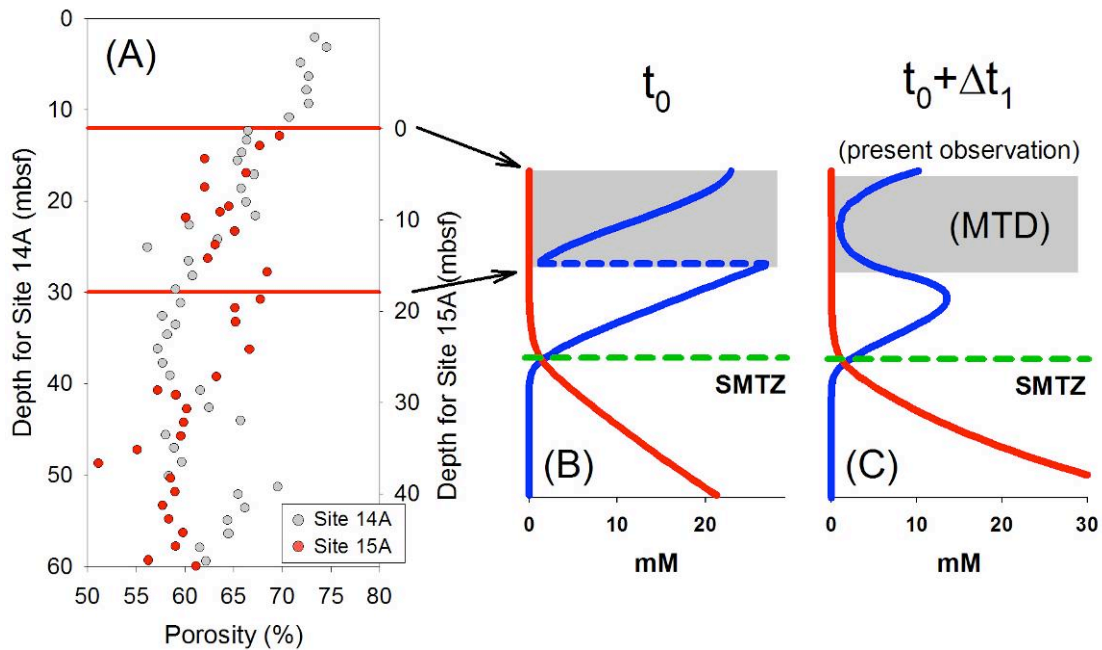 (A)
Depth for Site 14A (mbsf)
0
10
20
30
40
50
60
50 55 60 65 70 75 80
Porosity (%)
Site 14A
Site 15A
0
10
20
30
40
Depth for Site 15A (mbsf)
t0
SMTZ
(B)
0 10 20
mM
t0+Δt1
(present observation)
(MTD)
SMTZ
(C)
0 10 20 30
mM